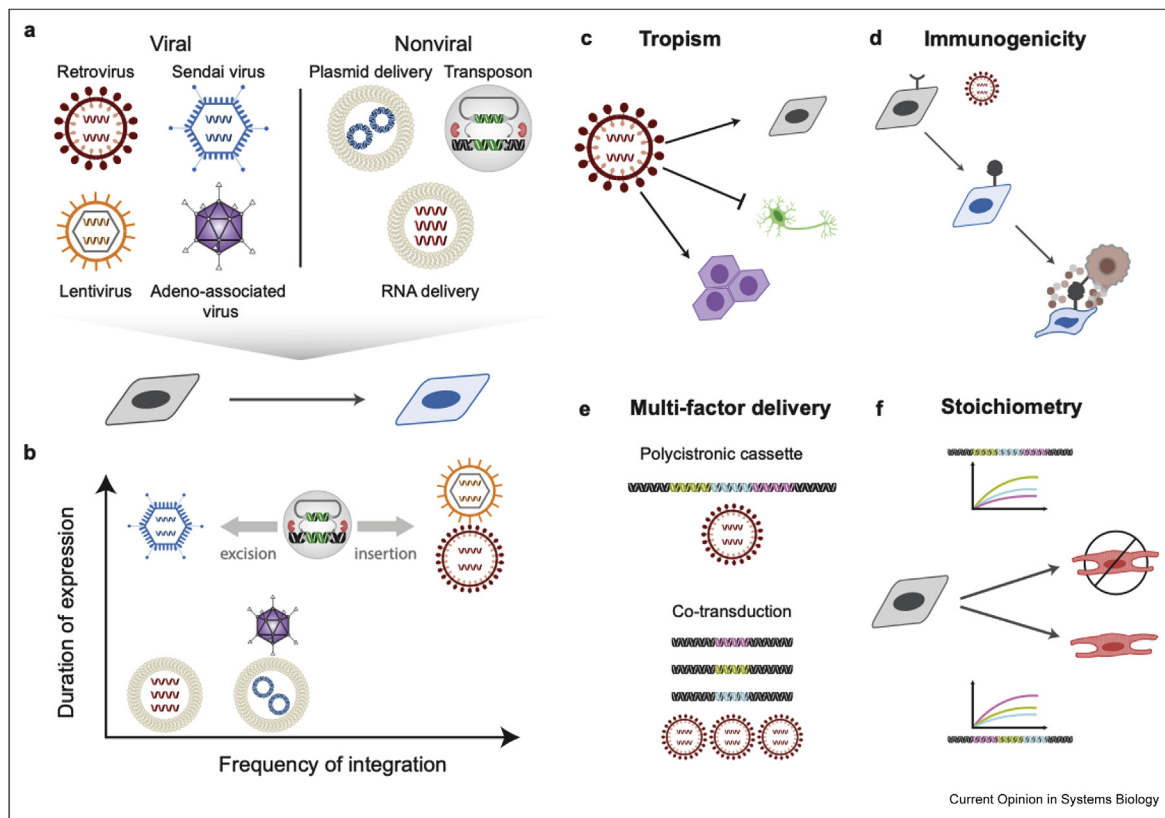 a
Viral
Nonviral
Retrovirus
Sendai virus
Plasmid delivery
Transposon
Lentivirus
Adeno-associated
virus
RNA delivery
b
Duration of expression
excision
insertion
Frequency of integration
c
Tropism
d
Immunogenicity
e
Multi-factor delivery
Polycistronic cassette
Co-transduction
f
Stoichiometry
Current Opinion in Systems Biology